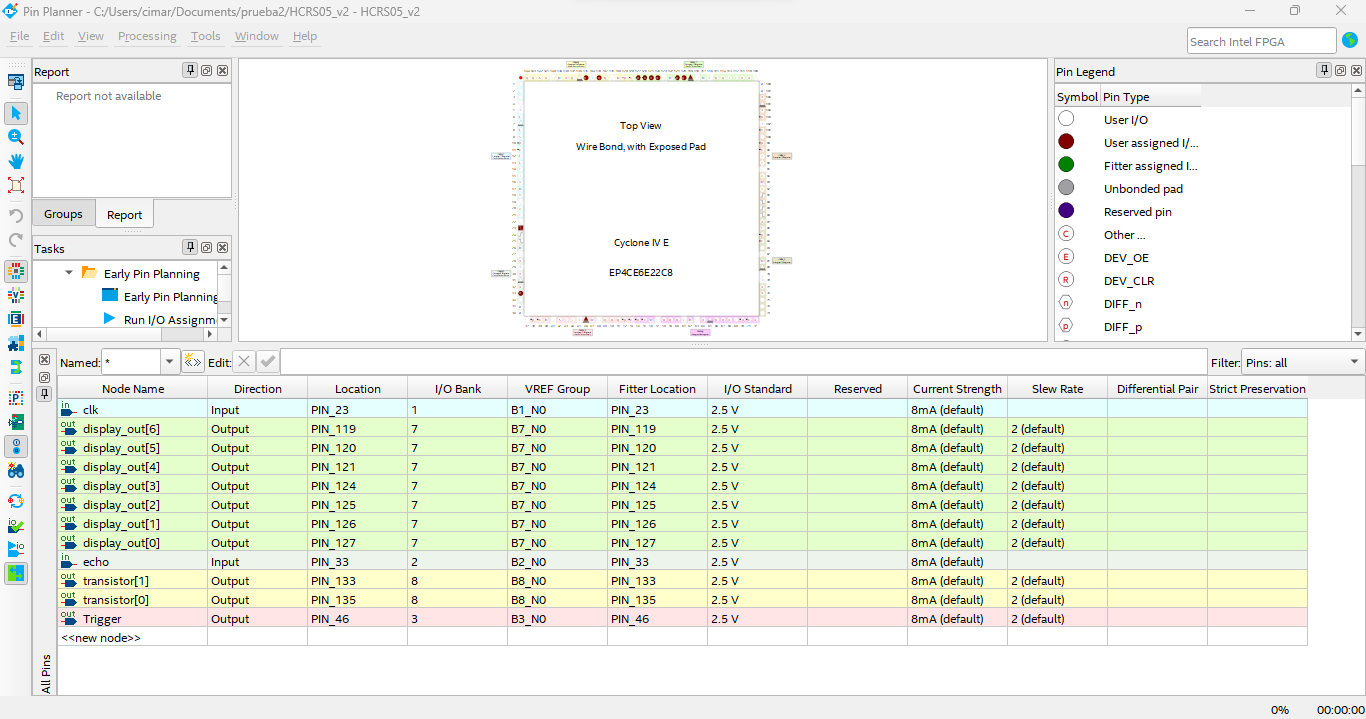 Pin Planner - C:/Users/cimar/Documents/prueba2/HCRS05_v2 - HCRS05_v2
File Edit View Processing Tools Window Help
Search Intel FPGA
Report
Report not available
Groups Report
Tasks
Early Pin Planning
Early Pin Planning
Run I/O Assignm
Top View
Wire Bond, with Exposed Pad
Cyclone IV E
EP4CE6E22C8
Pin Legend
Symbol Pin Type
User I/O
User assigned I/...
Fitter assigned I...
Unbonded pad
Reserved pin
C Other ...
E DEV_OE
R DEV_CLR
n DIFF_n
p DIFF_p
Named: * Edit: Filter: Pins: all
Node Name Direction Location I/O Bank VREF Group Fitter Location I/O Standard Reserved Current Strength Slew Rate Differential Pair Strict Preservation
in clk Input PIN_23 1 B1_N0 PIN_23 2.5 V 8mA (default)
out display_out[6] Output PIN_119 7 B7_N0 PIN_119 2.5 V 8mA (default) 2 (default)
out display_out[5] Output PIN_120 7 B7_N0 PIN_120 2.5 V 8mA (default) 2 (default)
out display_out[4] Output PIN_121 7 B7_N0 PIN_121 2.5 V 8mA (default) 2 (default)
out display_out[3] Output PIN_124 7 B7_N0 PIN_124 2.5 V 8mA (default) 2 (default)
out display_out[2] Output PIN_125 7 B7_N0 PIN_125 2.5 V 8mA (default) 2 (default)
out display_out[1] Output PIN_126 7 B7_N0 PIN_126 2.5 V 8mA (default) 2 (default)
out display_out[0] Output PIN_127 7 B7_N0 PIN_127 2.5 V 8mA (default) 2 (default)
in echo Input PIN_33 2 B2_N0 PIN_33 2.5 V 8mA (default)
out transistor[1] Output PIN_133 8 B8_N0 PIN_133 2.5 V 8mA (default) 2 (default)
out transistor[0] Output PIN_135 8 B8_N0 PIN_135 2.5 V 8mA (default) 2 (default)
out Trigger Output PIN_46 3 B3_N0 PIN_46 2.5 V 8mA (default) 2 (default)
<<new node>>
All Pins
0% 00:00:00